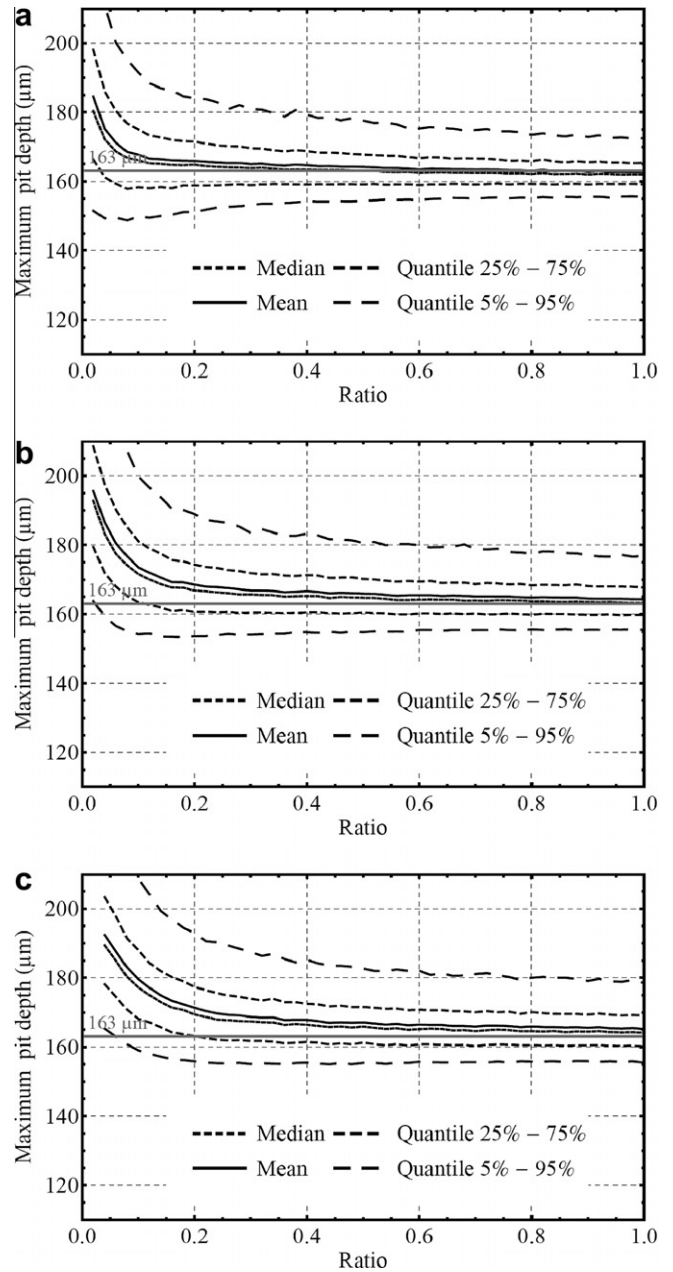 a
Maximum pit depth (μm)
200
180
163 μm
160
140
120
Median
Quantile 25% – 75%
Mean
Quantile 5% – 95%
0.0 0.2 0.4 0.6 0.8 1.0
Ratio
b
Maximum pit depth (μm)
200
180
163 μm
160
140
120
Median
Quantile 25% – 75%
Mean
Quantile 5% – 95%
0.0 0.2 0.4 0.6 0.8 1.0
Ratio
c
Maximum pit depth (μm)
200
180
163 μm
160
140
120
Median
Quantile 25% – 75%
Mean
Quantile 5% – 95%
0.0 0.2 0.4 0.6 0.8 1.0
Ratio